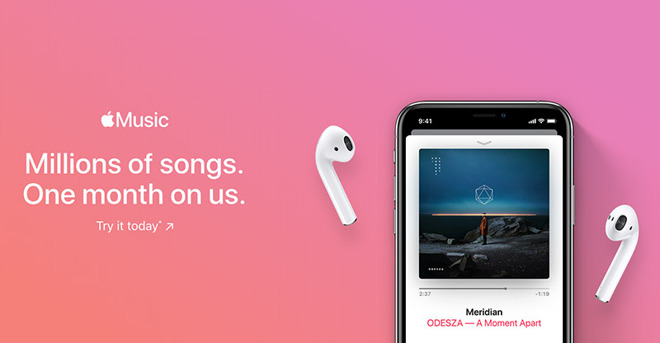 Music
Millions of songs.
One month on us.
Try it today* ↗
9:41
2:37
-1:19
Meridian
ODESZA — A Moment Apart